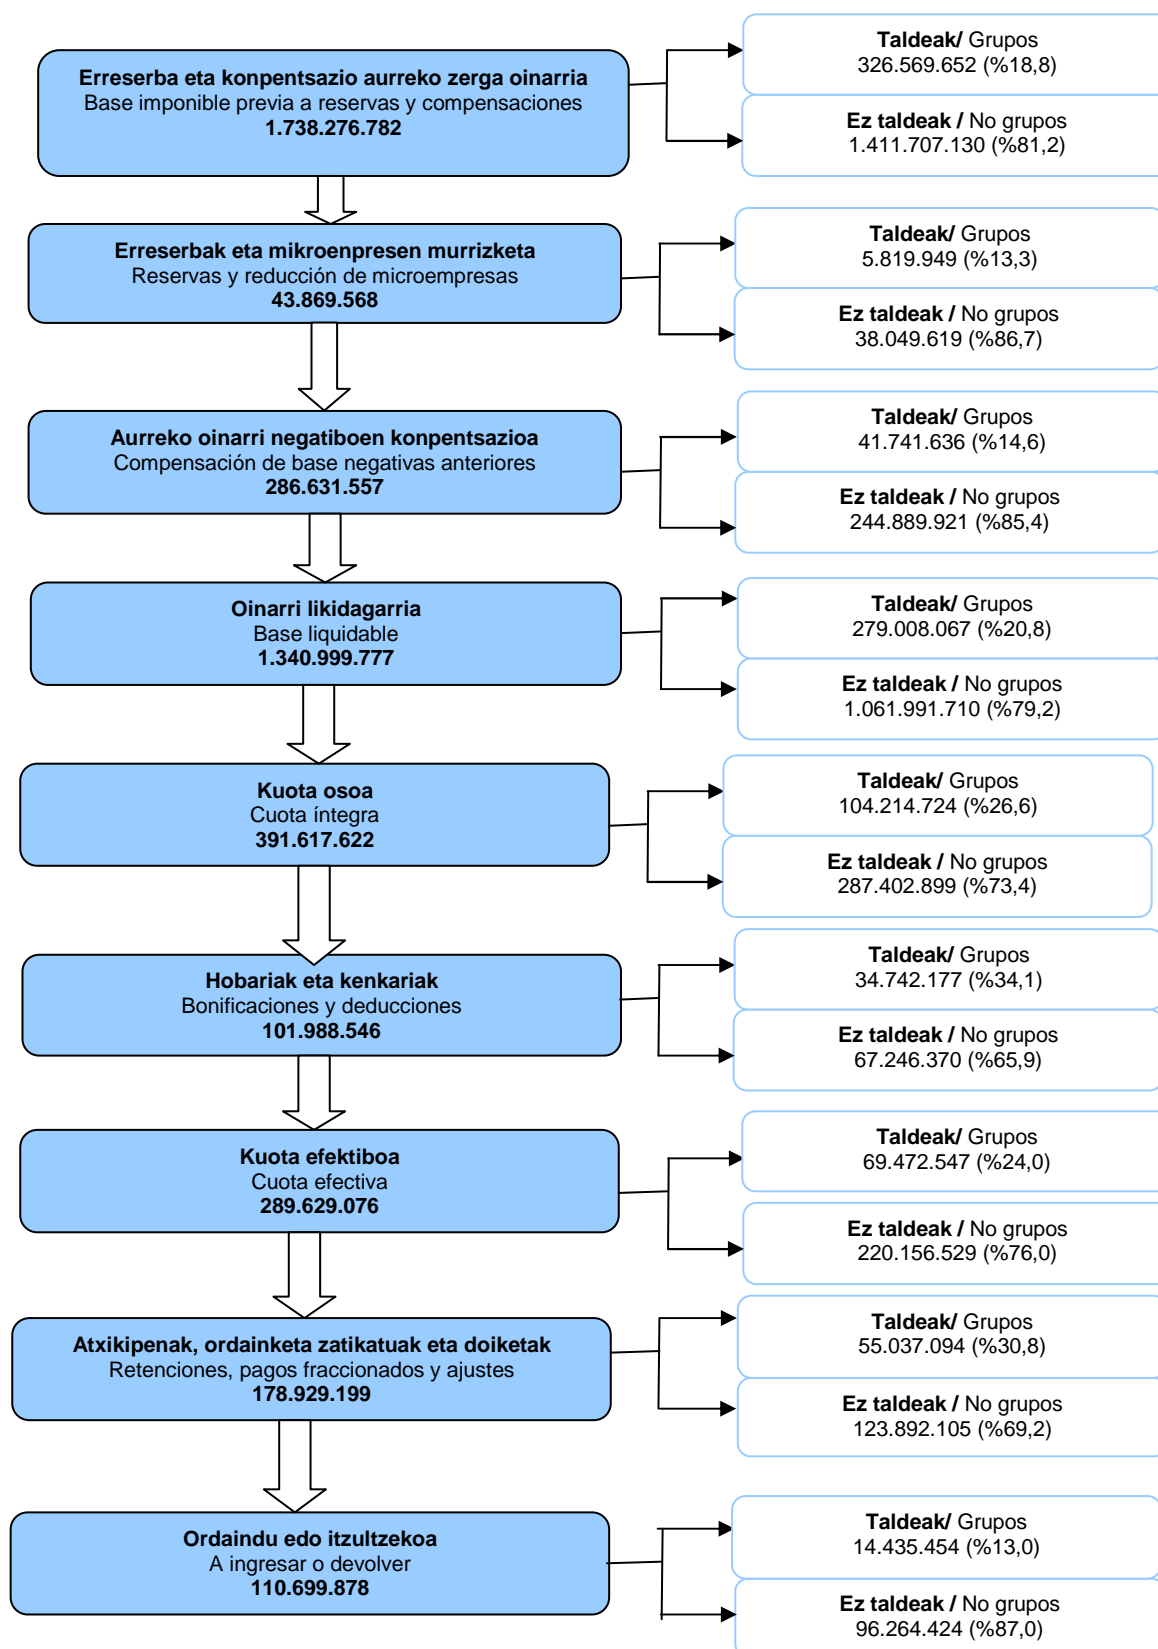 Erreserba eta konpentsazio aurreko zerga oinarria
Base imponible previa a reservas y compensaciones
1.738.276.782
Taldeak/ Grupos
326.569.652 (%18,8)
Ez taldeak / No grupos
1.411.707.130 (%81,2)
Erreserbak eta mikroenpresen murrizketa
Reservas y reducción de microempresas
43.869.568
Taldeak/ Grupos
5.819.949 (%13,3)
Ez taldeak / No grupos
38.049.619 (%86,7)
Aurreko oinarri negatiboen konpentsazioa
Compensación de base negativas anteriores
286.631.557
Taldeak/ Grupos
41.741.636 (%14,6)
Ez taldeak / No grupos
244.889.921 (%85,4)
Oinarri likidagarria
Base liquidable
1.340.999.777
Taldeak/ Grupos
279.008.067 (%20,8)
Ez taldeak / No grupos
1.061.991.710 (%79,2)
Kuota osoa
Cuota íntegra
391.617.622
Taldeak/ Grupos
104.214.724 (%26,6)
Ez taldeak / No grupos
287.402.899 (%73,4)
Hobariak eta kenkariak
Bonificaciones y deducciones
101.988.546
Taldeak/ Grupos
34.742.177 (%34,1)
Ez taldeak / No grupos
67.246.370 (%65,9)
Kuota efektiboa
Cuota efectiva
289.629.076
Taldeak/ Grupos
69.472.547 (%24,0)
Ez taldeak / No grupos
220.156.529 (%76,0)
Atxikipenak, ordainketa zatikatuak eta doiketak
Retenciones, pagos fraccionados y ajustes
178.929.199
Taldeak/ Grupos
55.037.094 (%30,8)
Ez taldeak / No grupos
123.892.105 (%69,2)
Ordaindu edo itzultzekoa
A ingresar o devolver
110.699.878
Taldeak/ Grupos
14.435.454 (%13,0)
Ez taldeak / No grupos
96.264.424 (%87,0)